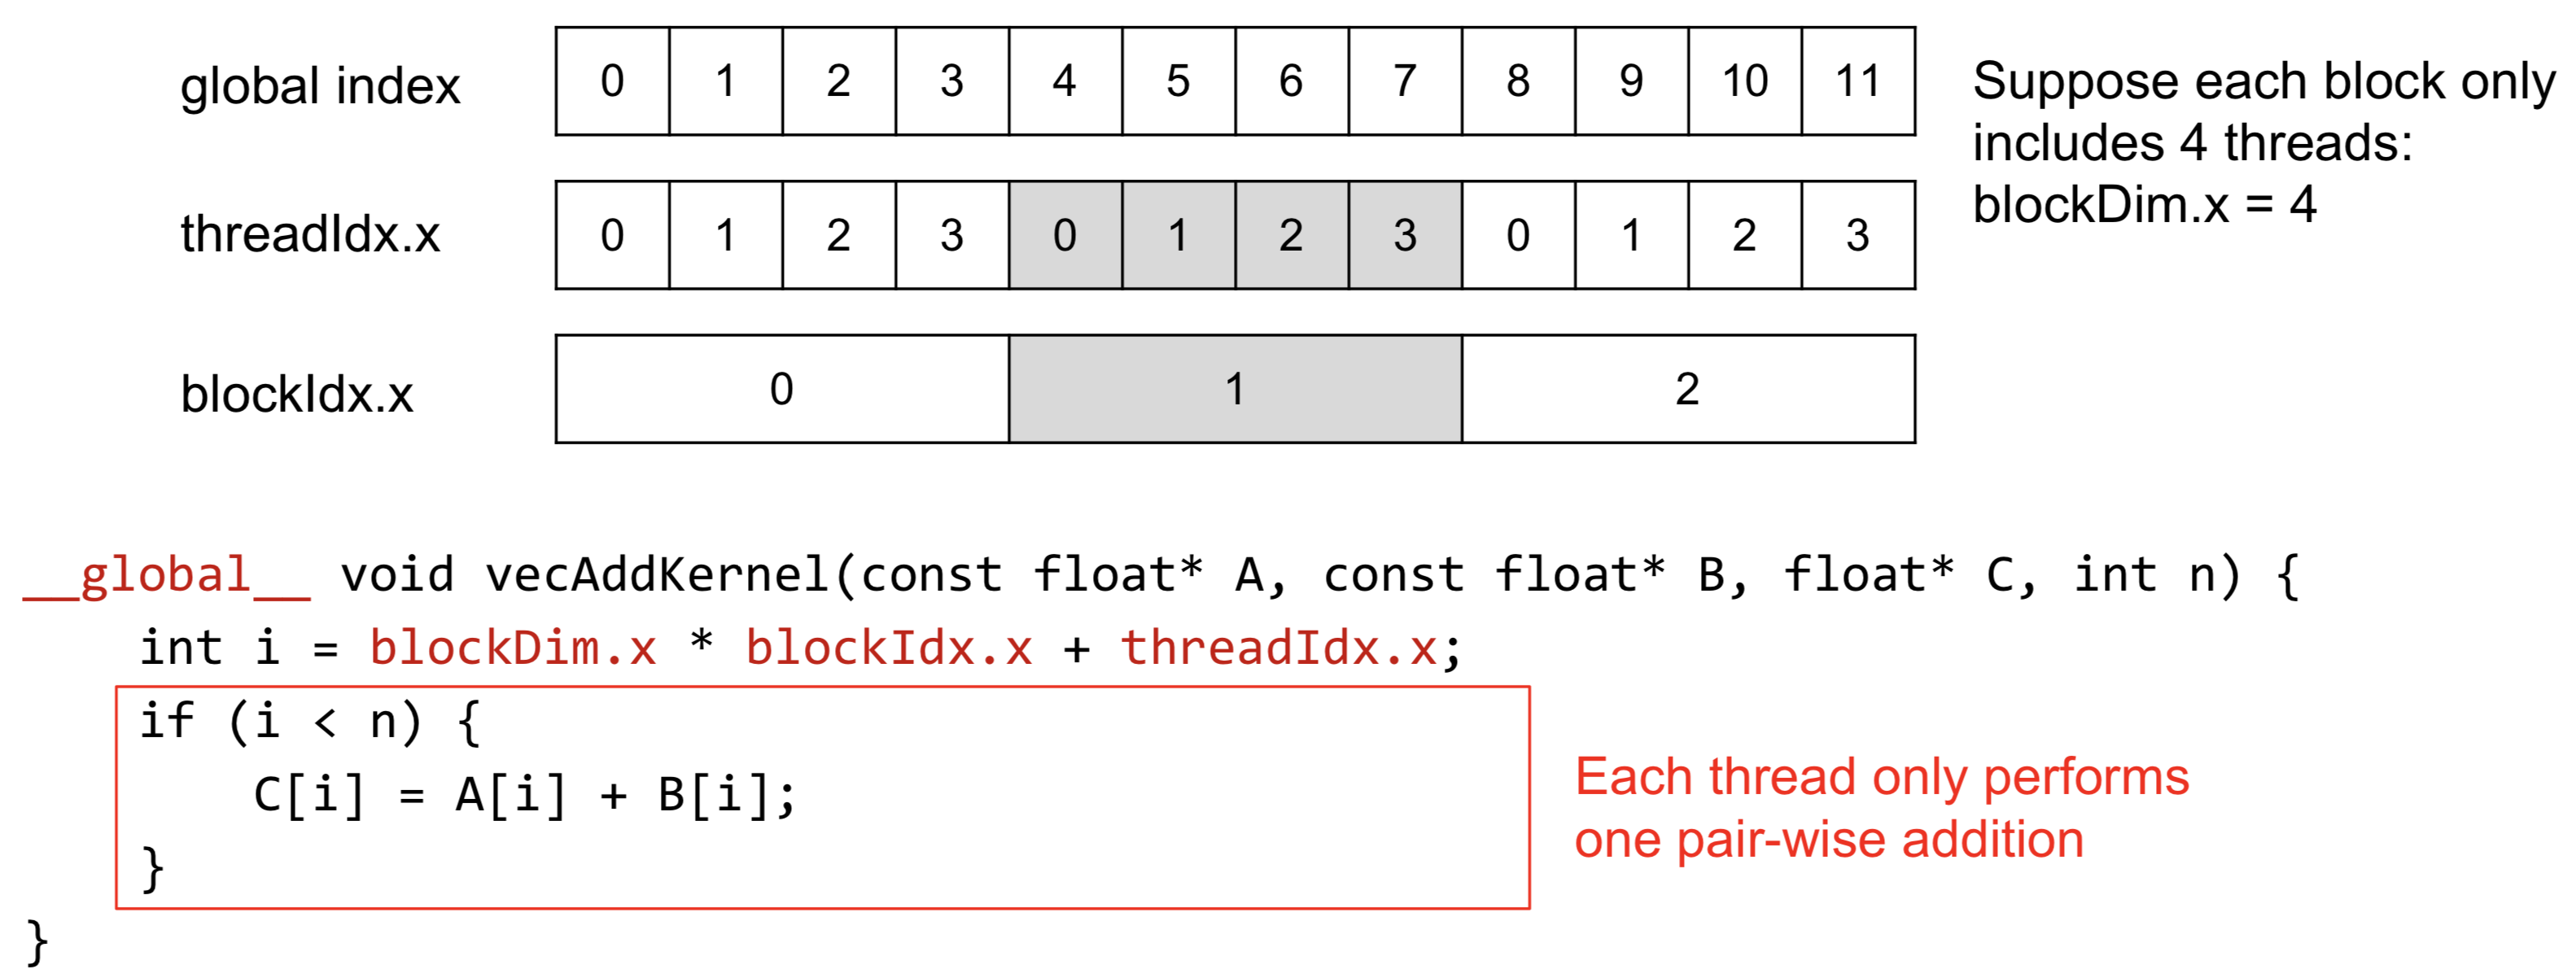 global index 0 1 2 3 4 5 6 7 8 9 10 11
Suppose each block only
includes 4 threads:
blockDim.x = 4
threadIdx.x 0 1 2 3 0 1 2 3 0 1 2 3
blockIdx.x 0 1 2
__global__ void vecAddKernel(const float* A, const float* B, float* C, int n) {
    int i = blockDim.x * blockIdx.x + threadIdx.x;
    if (i < n) {
        C[i] = A[i] + B[i];
    }
}
Each thread only performs
one pair-wise addition